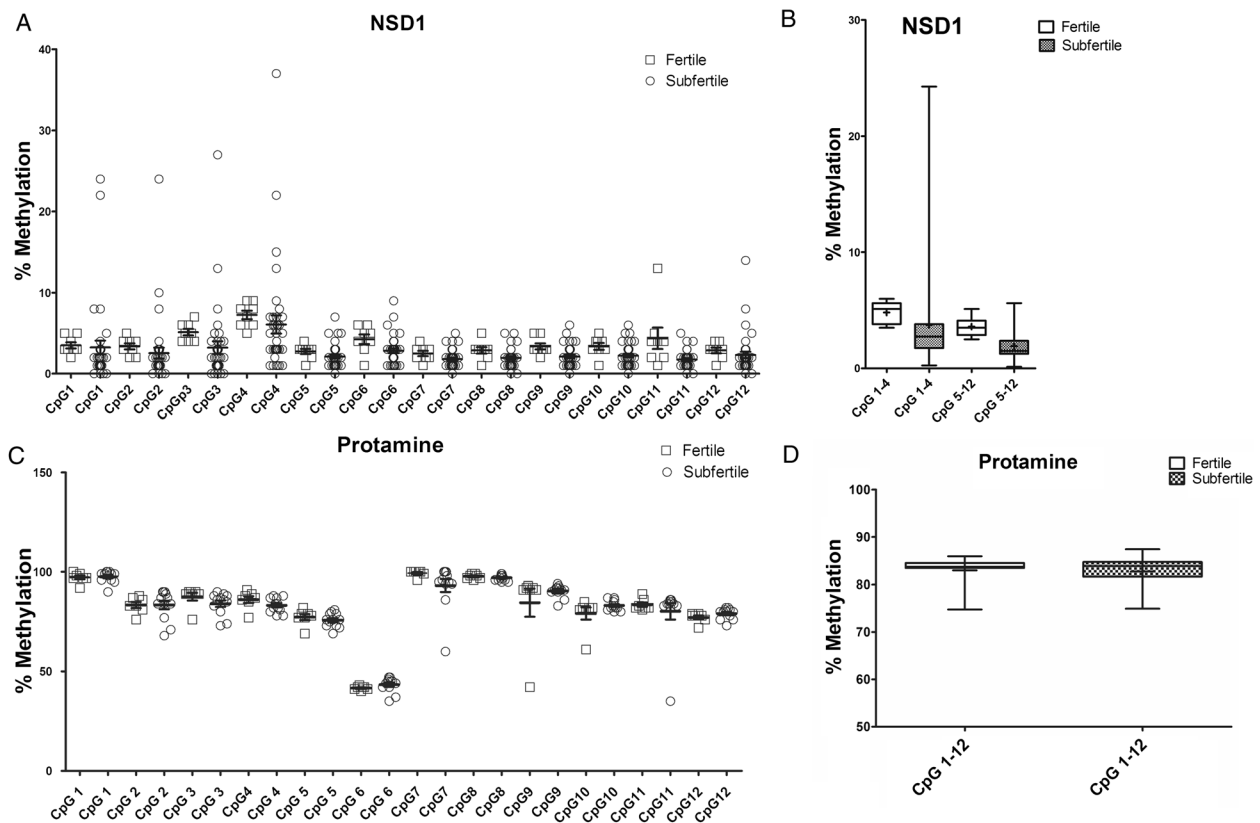 A
NSD1
Fertile
Subfertile
% Methylation
40
30
20
10
0
CpG1
CpG1
CpG2
CpG2
CpGp3
CpG3
CpG4
CpG4
CpG5
CpG5
CpG6
CpG6
CpG7
CpG7
CpG8
CpG8
CpG9
CpG9
CpG10
CpG10
CpG11
CpG11
CpG12
CpG12
B
NSD1
Fertile
Subfertile
% Methylation
30
20
10
0
CpG 1-4
CpG 1-4
CpG 5-12
CpG 5-12
C
Protamine
Fertile
Subfertile
% Methylation
150
100
50
0
CpG 1
CpG 1
CpG 2
CpG 2
CpG 3
CpG 3
CpG4
CpG 4
CpG 5
CpG 5
CpG 6
CpG 6
CpG7
CpG7
CpG8
CpG8
CpG9
CpG9
CpG10
CpG10
CpG11
CpG11
CpG12
CpG12
D
Protamine
Fertile
Subfertile
% Methylation
100
90
80
70
60
50
CpG 1-12
CpG 1-12